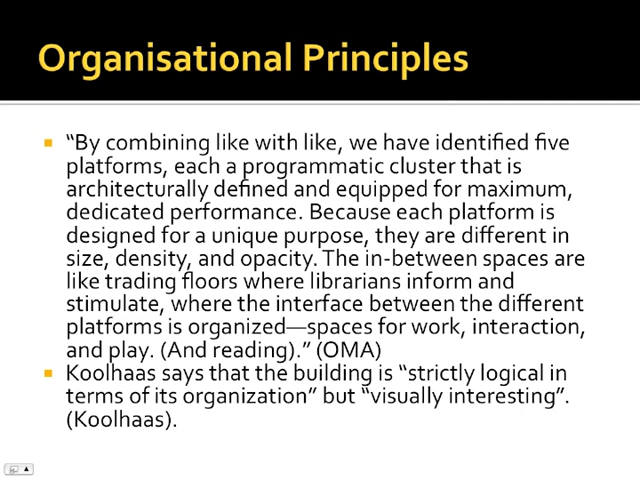 Organisational Principles
“By combining like with like, we have identified five
platforms, each a programmatic cluster that is
architecturally defined and equipped for maximum,
dedicated performance. Because each platform is
designed for a unique purpose, they are different in
size, density, and opacity. The in-between spaces are
like trading floors where librarians inform and
stimulate, where the interface between the different
platforms is organized—spaces for work, interaction,
and play. (And reading).” (OMA)
Koolhaas says that the building is “strictly logical in
terms of its organization” but “visually interesting”.
(Koolhaas).